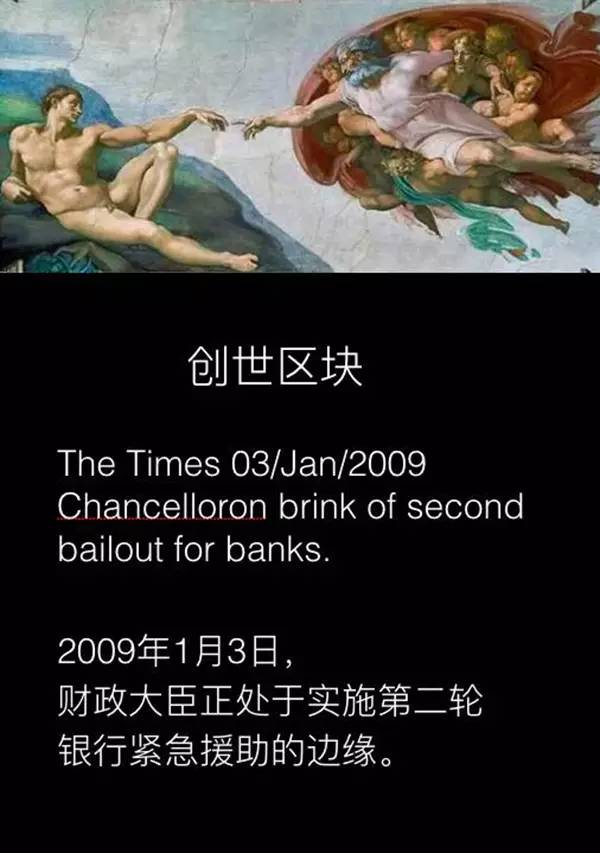 创世区块
The Times 03/Jan/2009
Chancelloron brink of second
bailout for banks.
2009年1月3日，
财政大臣正处于实施第二轮
银行紧急援助的边缘。